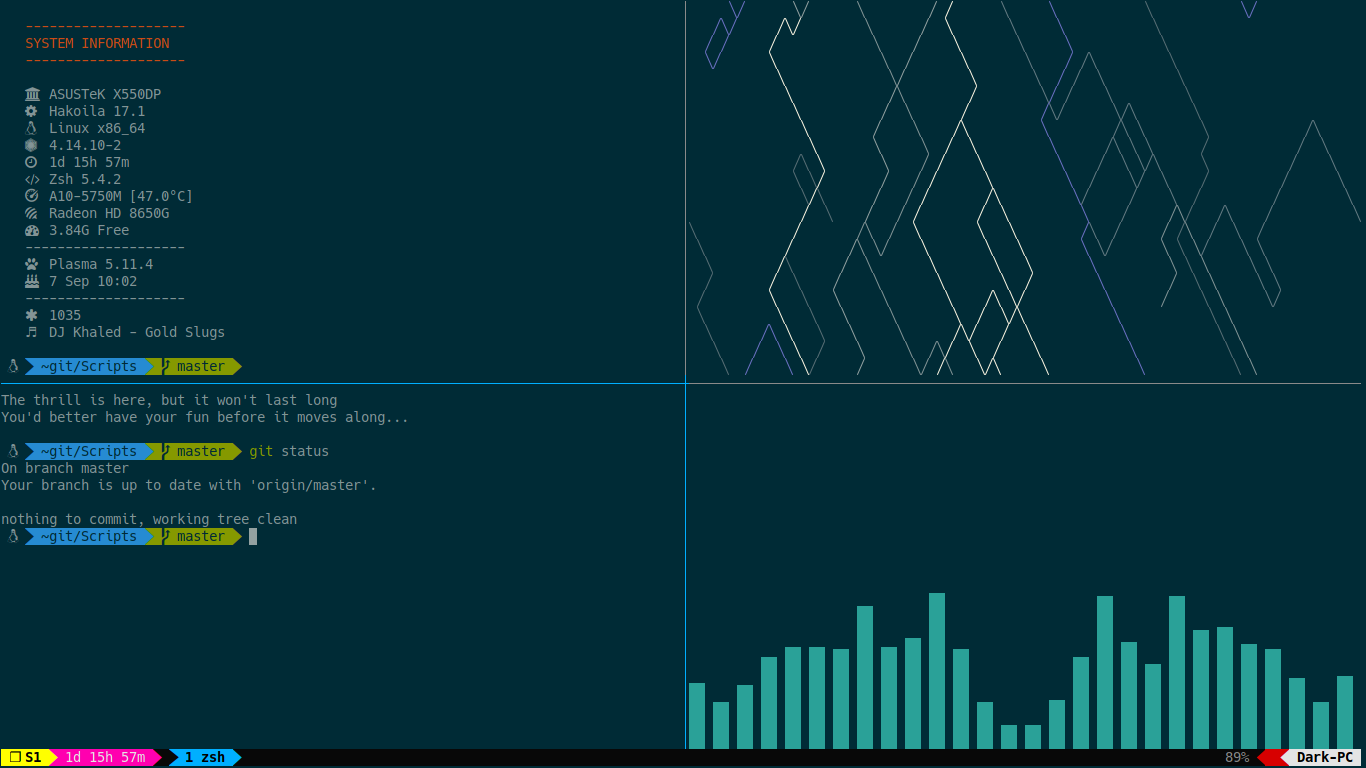 --------------------
SYSTEM INFORMATION
--------------------
ASUSTeK X550DP
Hakoila 17.1
Linux x86_64
4.14.10-2
1d 15h 57m
Zsh 5.4.2
A10-5750M [47.0°C]
Radeon HD 8650G
3.84G Free
--------------------
Plasma 5.11.4
7 Sep 10:02
--------------------
1035
DJ Khaled - Gold Slugs
~git/Scripts master
The thrill is here, but it won't last long
You'd better have your fun before it moves along...
~git/Scripts master git status
On branch master
Your branch is up to date with 'origin/master'.
nothing to commit, working tree clean
~git/Scripts master
S1 1d 15h 57m 1 zsh 89% Dark-PC